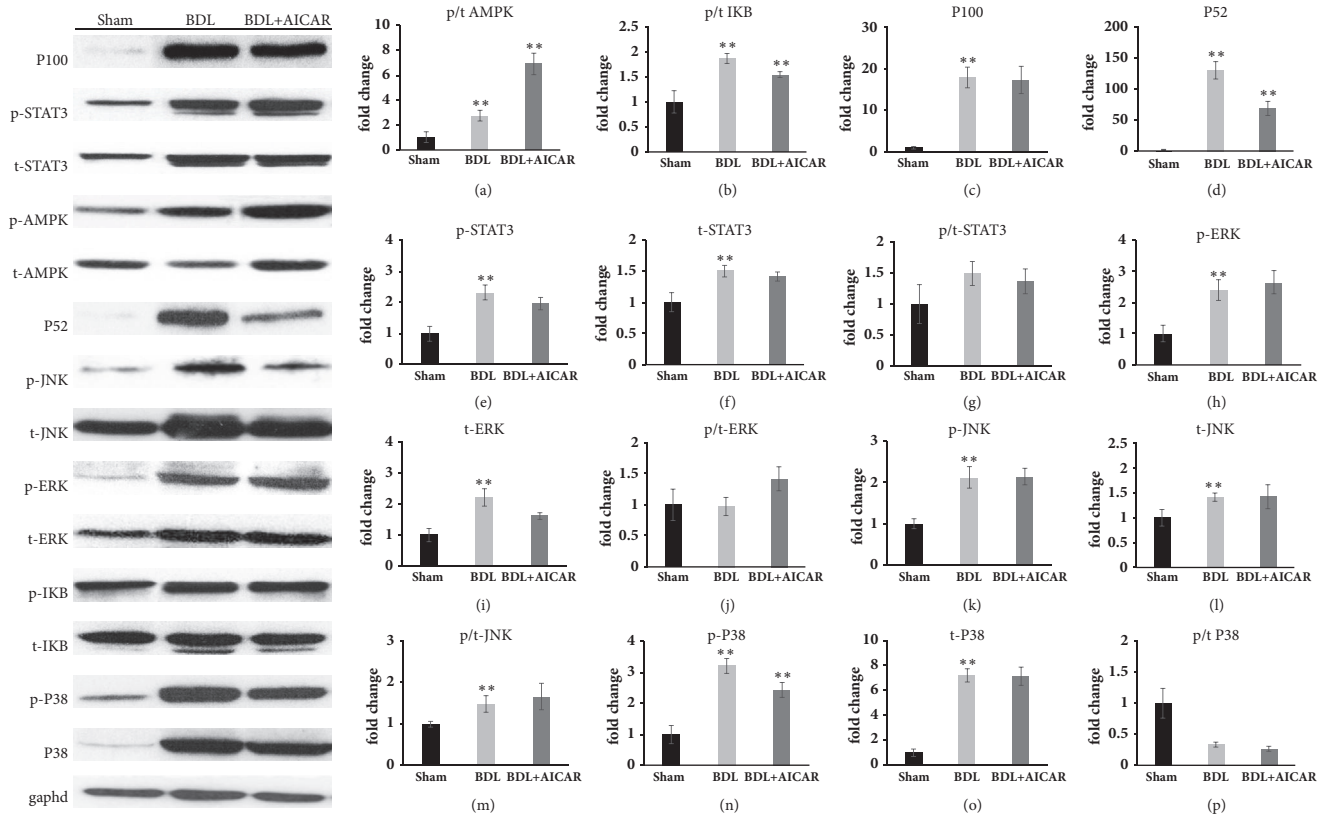 Sham BDL BDL+AICAR
P100
p-STAT3
t-STAT3
p-AMPK
t-AMPK
P52
p-JNK
t-JNK
p-ERK
t-ERK
p-IKB
t-IKB
p-P38
P38
gaphd
p/t AMPK
fold change
10
8
6
4
2
0
**
**
Sham BDL BDL+AICAR
(a)
p/t IKB
fold change
2.5
2
1.5
1
0.5
0
**
**
Sham BDL BDL+AICAR
(b)
P100
fold change
30
20
10
0
**
Sham BDL BDL+AICAR
(c)
P52
fold change
200
150
100
50
0
**
**
Sham BDL BDL+AICAR
(d)
p-STAT3
fold change
4
3
2
1
0
**
Sham BDL BDL+AICAR
(e)
t-STAT3
fold change
2
1.5
1
0.5
0
**
Sham BDL BDL+AICAR
(f)
p/t-STAT3
fold change
2
1.5
1
0.5
0
Sham BDL BDL+AICAR
(g)
p-ERK
fold change
4
3
2
1
0
**
Sham BDL BDL+AICAR
(h)
t-ERK
fold change
4
3
2
1
0
**
Sham BDL BDL+AICAR
(i)
p/t-ERK
fold change
2
1.5
1
0.5
0
Sham BDL BDL+AICAR
(j)
p-JNK
fold change
3
2
1
0
**
Sham BDL BDL+AICAR
(k)
t-JNK
fold change
2.5
2
1.5
1
0.5
0
**
Sham BDL BDL+AICAR
(l)
p/t-JNK
fold change
3
2
1
0
**
Sham BDL BDL+AICAR
(m)
p-P38
fold change
4
3
2
1
0
**
**
Sham BDL BDL+AICAR
(n)
t-P38
fold change
10
8
6
4
2
0
**
Sham BDL BDL+AICAR
(o)
p/t P38
fold change
2
1.5
1
0.5
0
Sham BDL BDL+AICAR
(p)